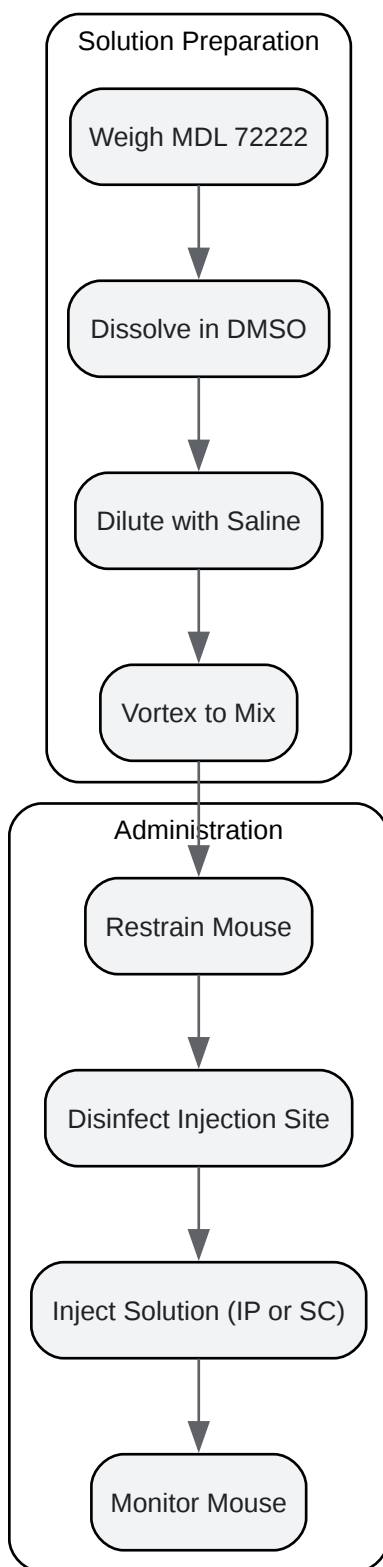 Solution Preparation
Weigh MDL 72222
Dissolve in DMSO
Dilute with Saline
Vortex to Mix
Administration
Restrain Mouse
Disinfect Injection Site
Inject Solution (IP or SC)
Monitor Mouse